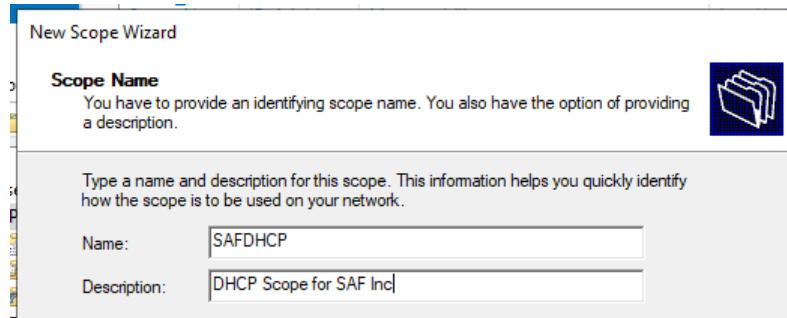 New Scope Wizard
Scope Name
You have to provide an identifying scope name. You also have the option of providing
a description.
Type a name and description for this scope. This information helps you quickly identify
how the scope is to be used on your network.
Name: SAFDHCP
Description: DHCP Scope for SAF Inc